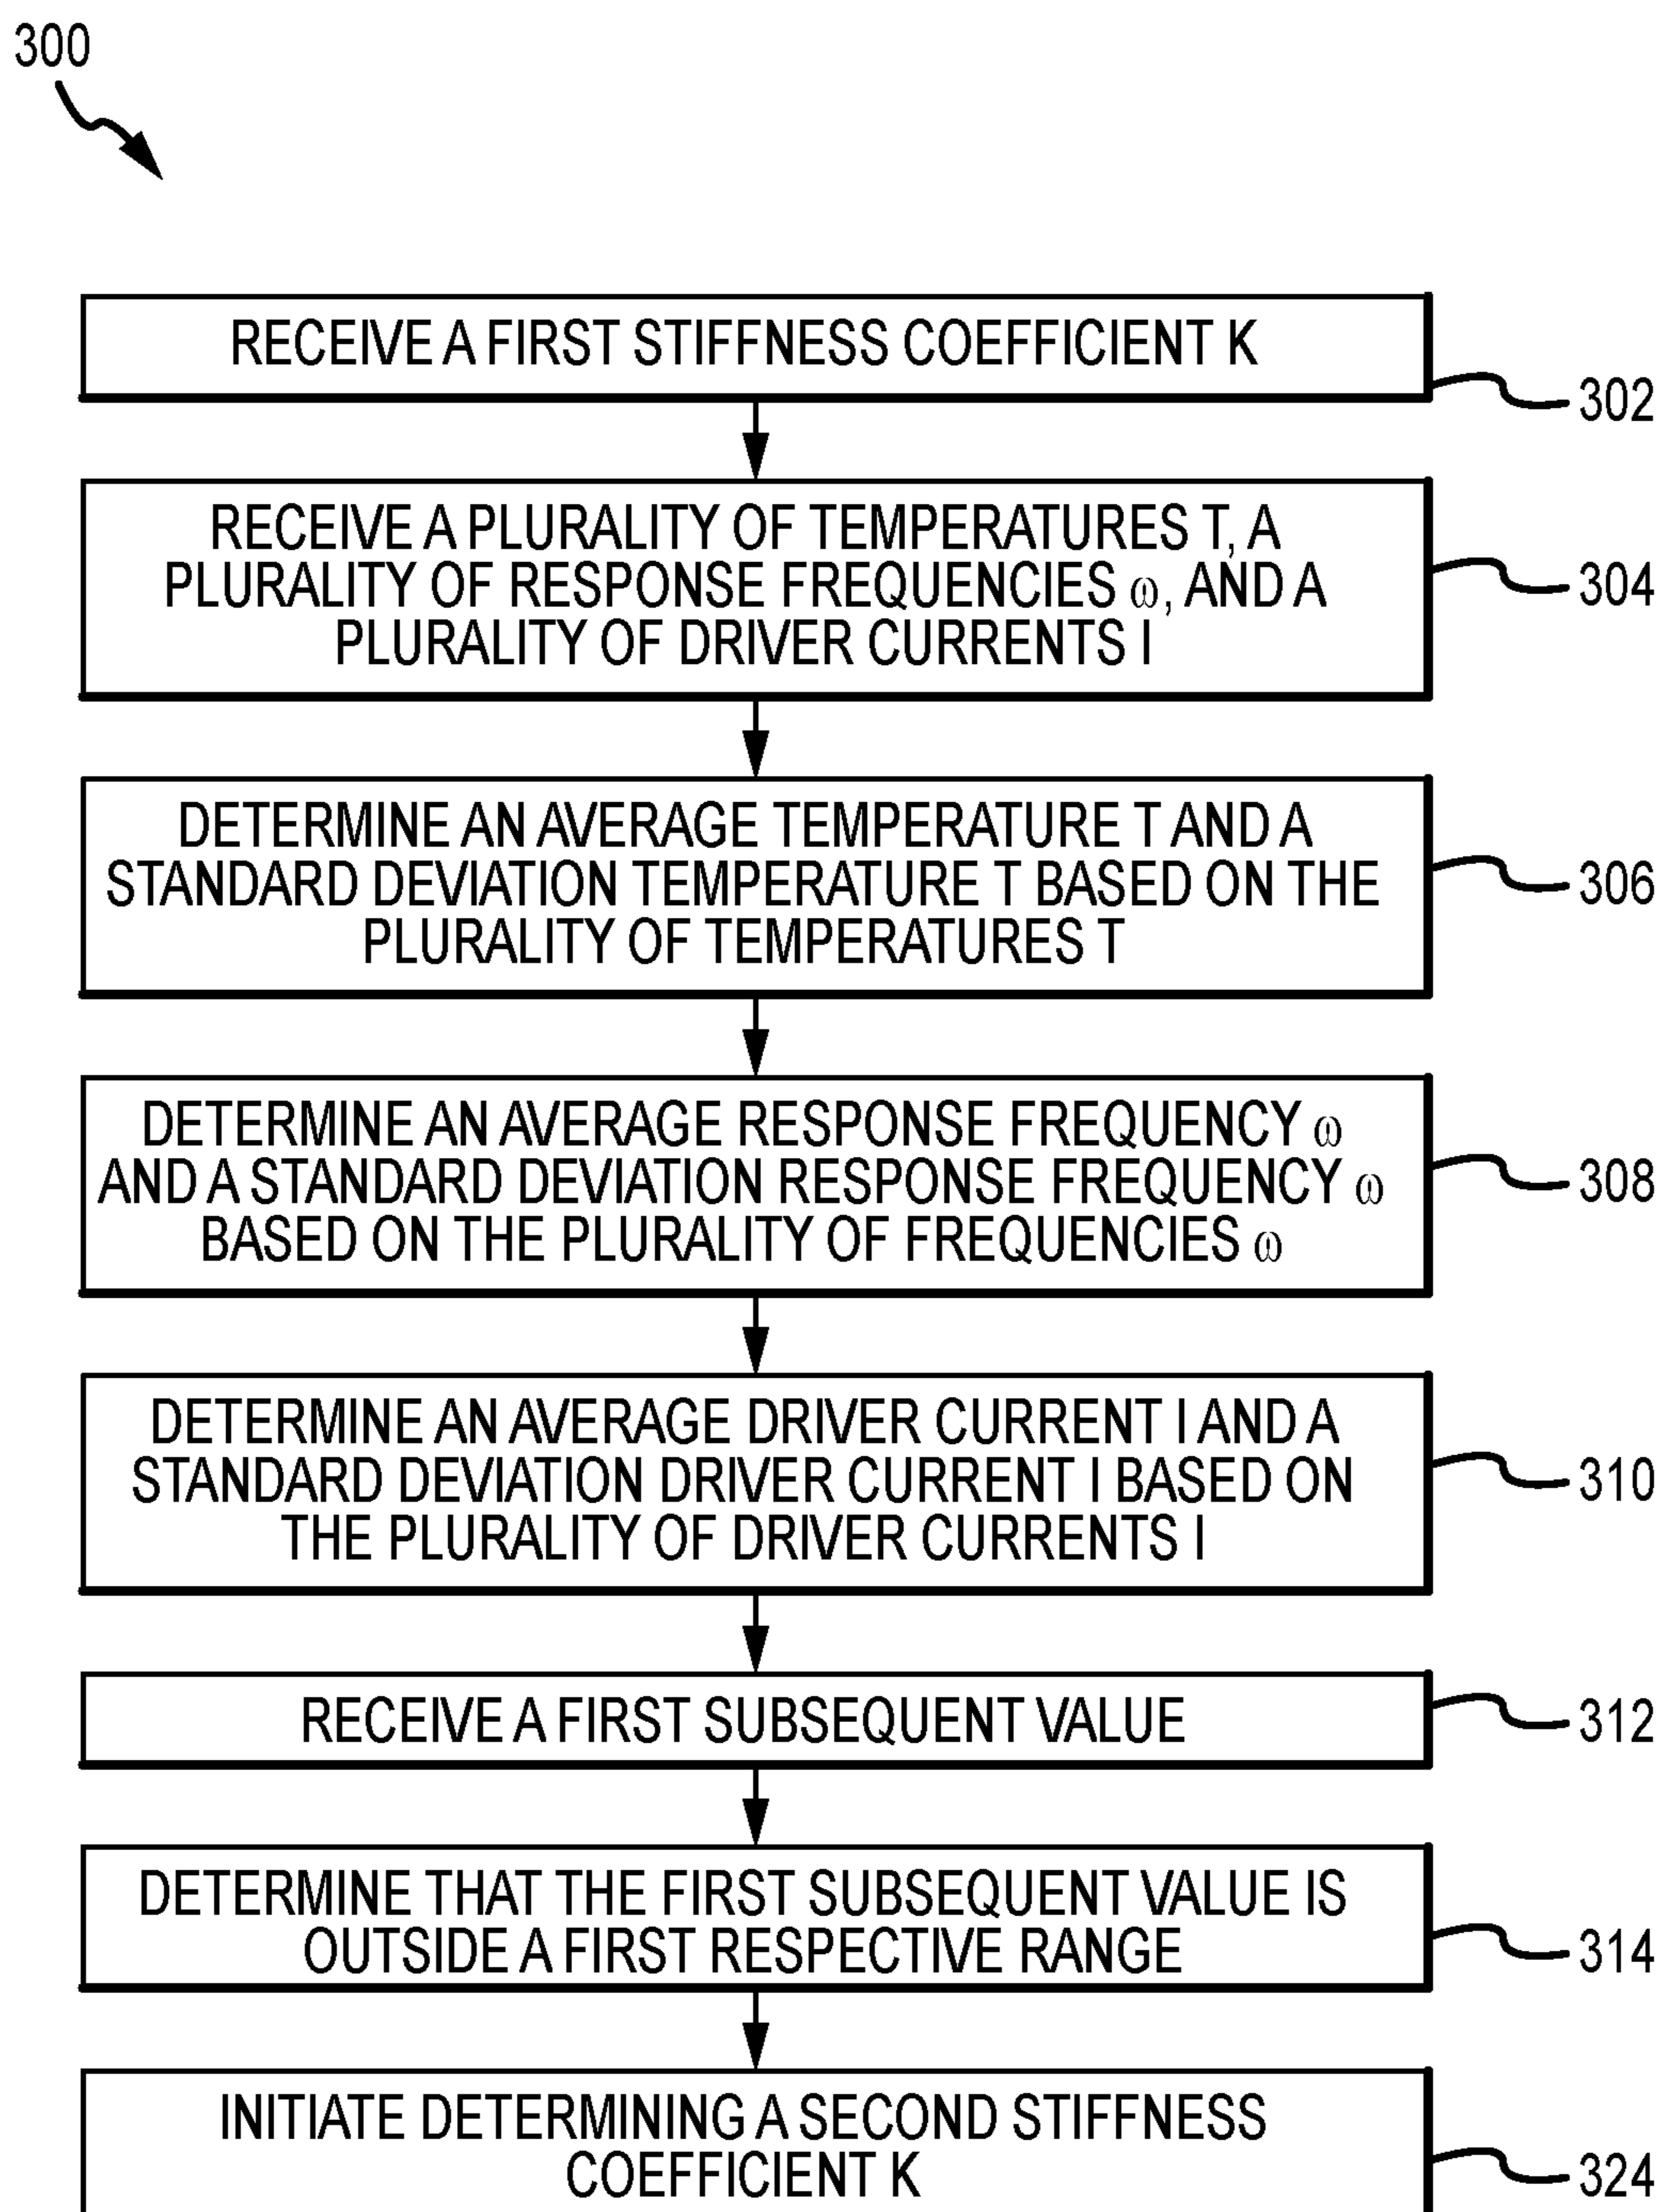 300
RECEIVE A FIRST STIFFNESS COEFFICIENT K
302
RECEIVE A PLURALITY OF TEMPERATURES T, A
PLURALITY OF RESPONSE FREQUENCIES ω, AND A
PLURALITY OF DRIVER CURRENTS I
304
DETERMINE AN AVERAGE TEMPERATURE T AND A
STANDARD DEVIATION TEMPERATURE T BASED ON THE
PLURALITY OF TEMPERATURES T
306
DETERMINE AN AVERAGE RESPONSE FREQUENCY ω
AND A STANDARD DEVIATION RESPONSE FREQUENCY ω
BASED ON THE PLURALITY OF FREQUENCIES ω
308
DETERMINE AN AVERAGE DRIVER CURRENT I AND A
STANDARD DEVIATION DRIVER CURRENT I BASED ON
THE PLURALITY OF DRIVER CURRENTS I
310
RECEIVE A FIRST SUBSEQUENT VALUE
312
DETERMINE THAT THE FIRST SUBSEQUENT VALUE IS
OUTSIDE A FIRST RESPECTIVE RANGE
314
INITIATE DETERMINING A SECOND STIFFNESS
COEFFICIENT K
324